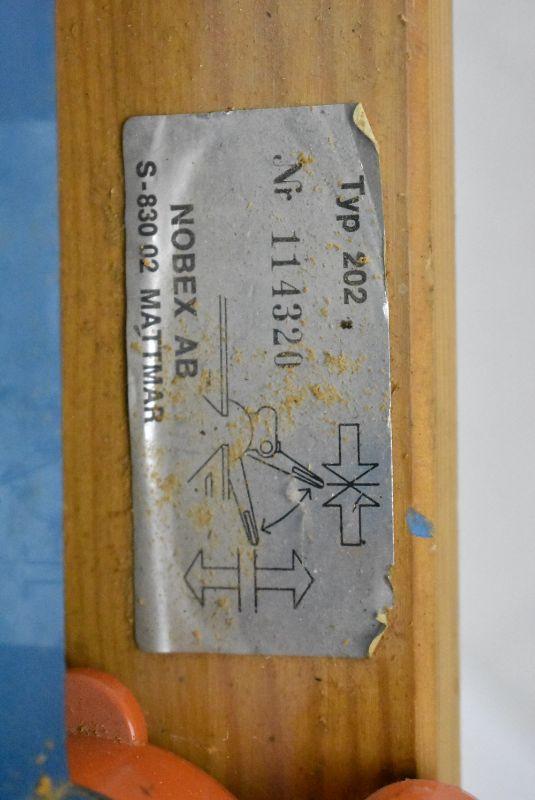 Typ 202
Nr 114320
NOBEX AB
S-830 02 MATTMAR